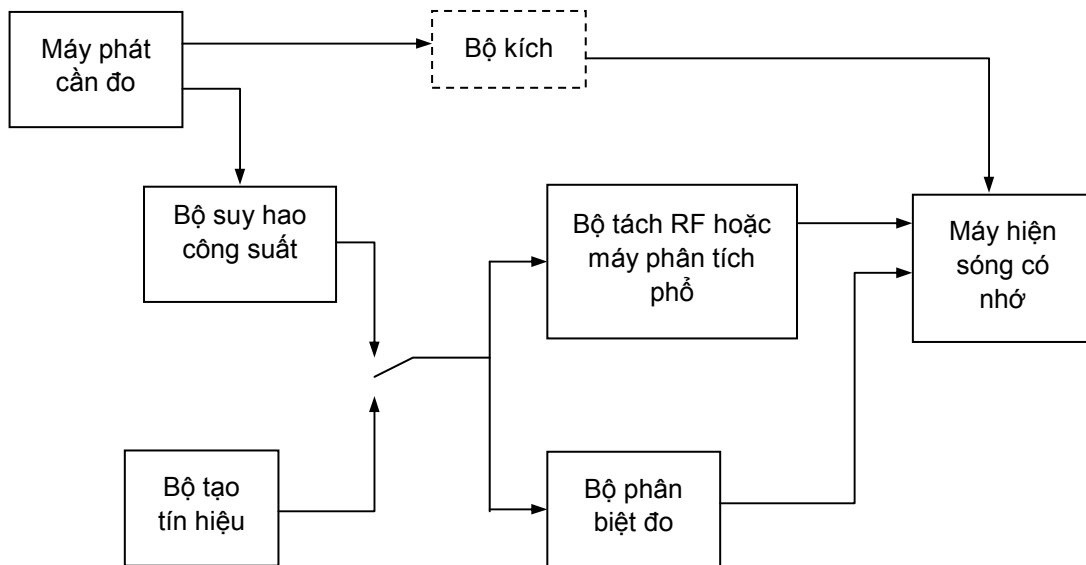 Máy phát
cần đo
Bộ kích
Bộ suy hao
công suất
Bộ tách RF hoặc
máy phân tích
phổ
Máy hiện
sóng có
nhớ
Bộ tạo
tín hiệu
Bộ phân
biệt đo